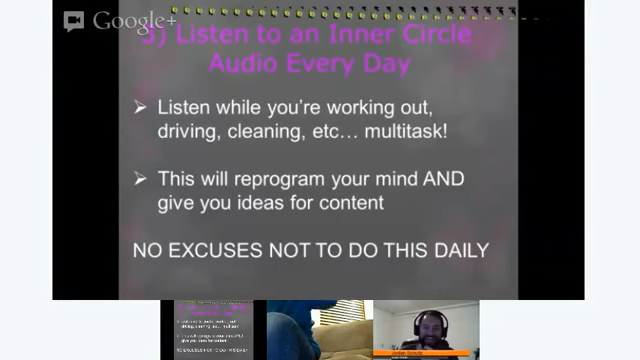 Google+
3) Listen to an Inner Circle
Audio Every Day
Listen while you're working out,
driving, cleaning, etc... multitask!
This will reprogram your mind AND
give you ideas for content
NO EXCUSES NOT TO DO THIS DAILY